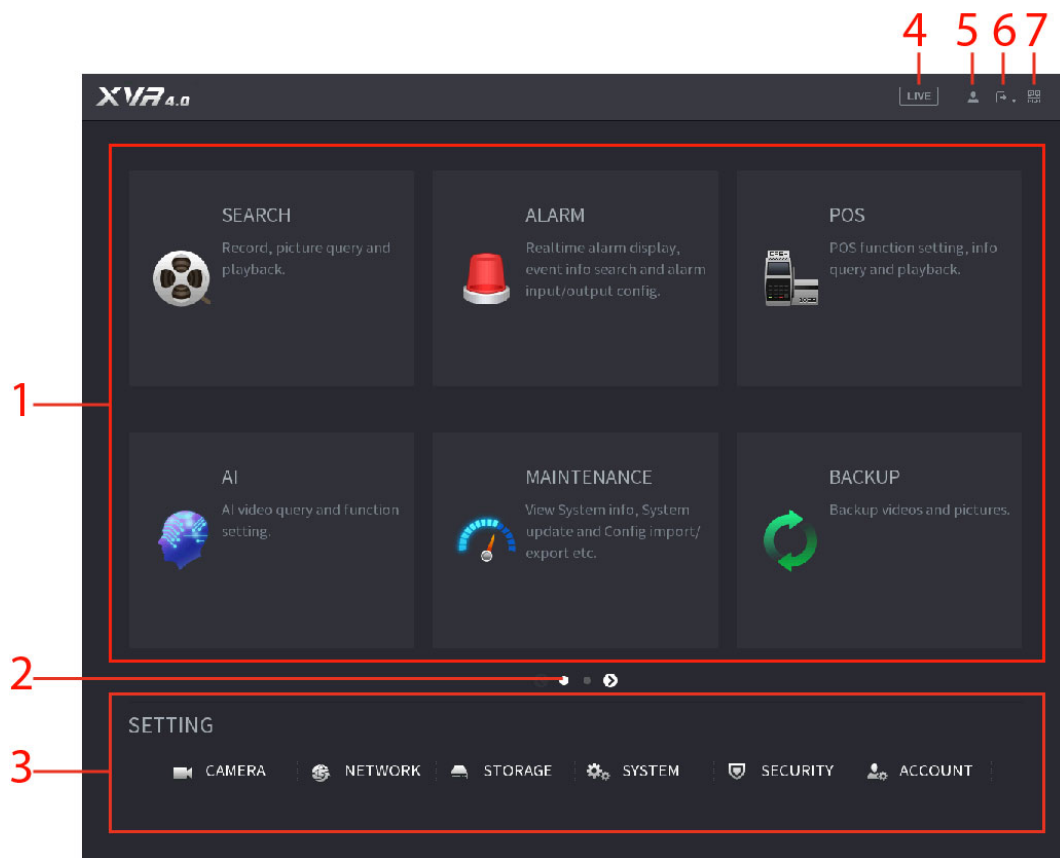 4 5 6 7
XVR 4.0
LIVE
1
SEARCH
Record, picture query and
playback.
ALARM
Realtime alarm display,
event info search and alarm
input/output config.
POS
POS function setting, info
query and playback.
AI
AI video query and function
setting.
MAINTENANCE
View System info, System
update and Config import/
export etc.
BACKUP
Backup videos and pictures.
2
3
SETTING
CAMERA NETWORK STORAGE SYSTEM SECURITY ACCOUNT